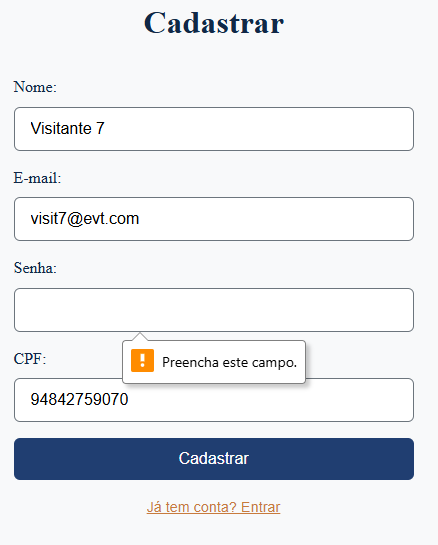 Cadastrar
Nome:
Visitante 7
E-mail:
visit7@evt.com
Senha:
Preencha este campo.
CPF:
94842759070
Cadastrar
Já tem conta? Entrar